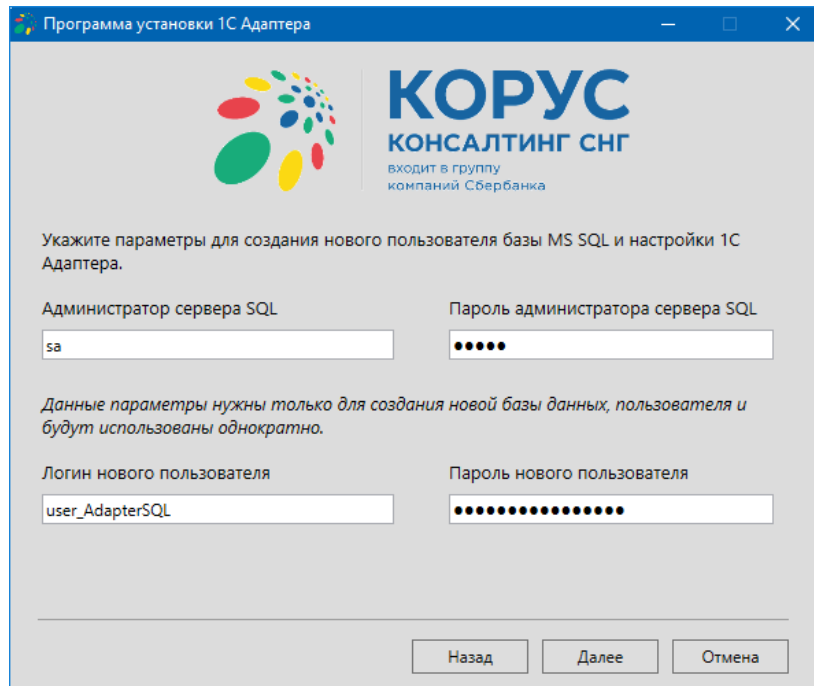 Программа установки 1С Адаптера
КОРУС
КОНСАЛТИНГ СНГ
входит в группу
компаний Сбербанка
Укажите параметры для создания нового пользователя базы MS SQL и настройки 1С
Адаптера.
Администратор сервера SQL
Пароль администратора сервера SQL
sa
●●●●●
Данные параметры нужны только для создания новой базы данных, пользователя и
будут использованы однократно.
Логин нового пользователя
Пароль нового пользователя
user_AdapterSQL
●●●●●●●●●●●●●●●●
Назад
Далее
Отмена